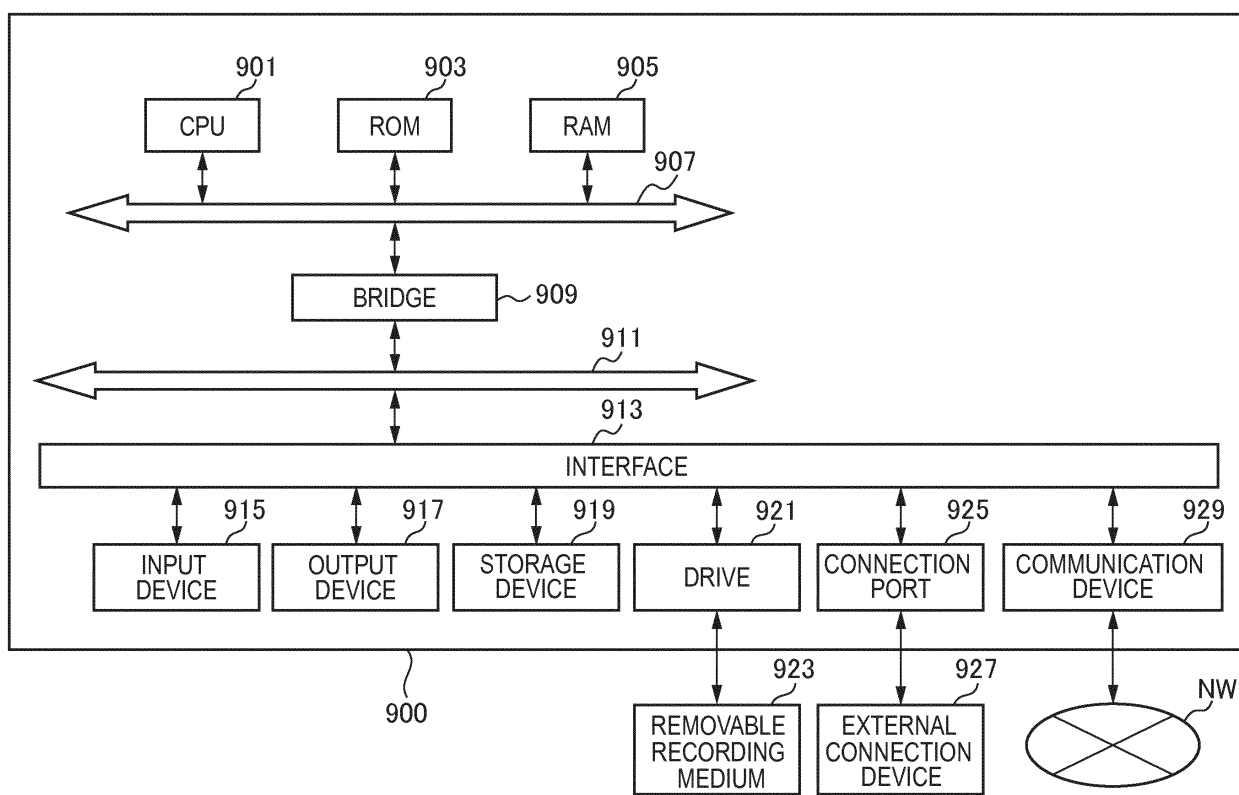 901
903
905
CPU
ROM
RAM
907
BRIDGE
909
911
913
INTERFACE
915
917
919
921
925
929
INPUT
DEVICE
OUTPUT
DEVICE
STORAGE
DEVICE
DRIVE
CONNECTION
PORT
COMMUNICATION
DEVICE
900
923
927
NW
REMOVABLE
RECORDING
MEDIUM
EXTERNAL
CONNECTION
DEVICE